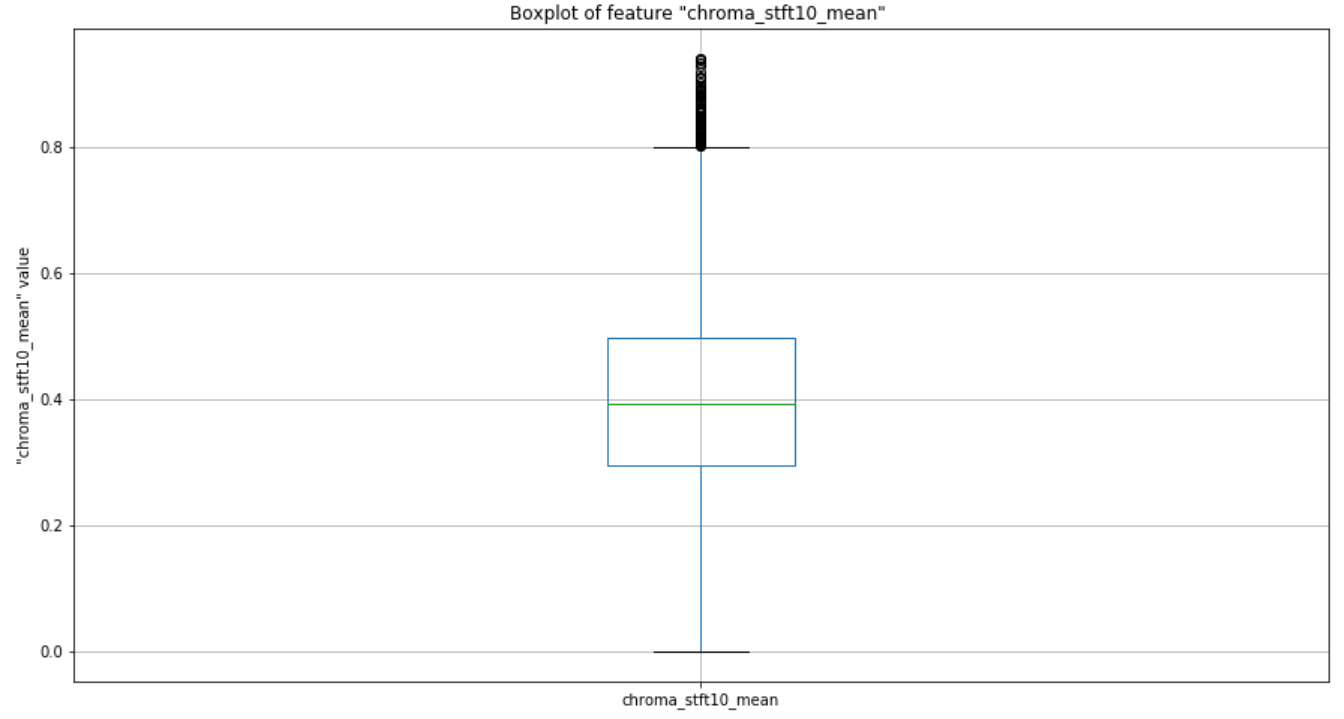 Boxplot of feature "chroma_stft10_mean"
"chroma_stft10_mean" value
0.8
0.6
0.4
0.2
0.0
chroma_stft10_mean